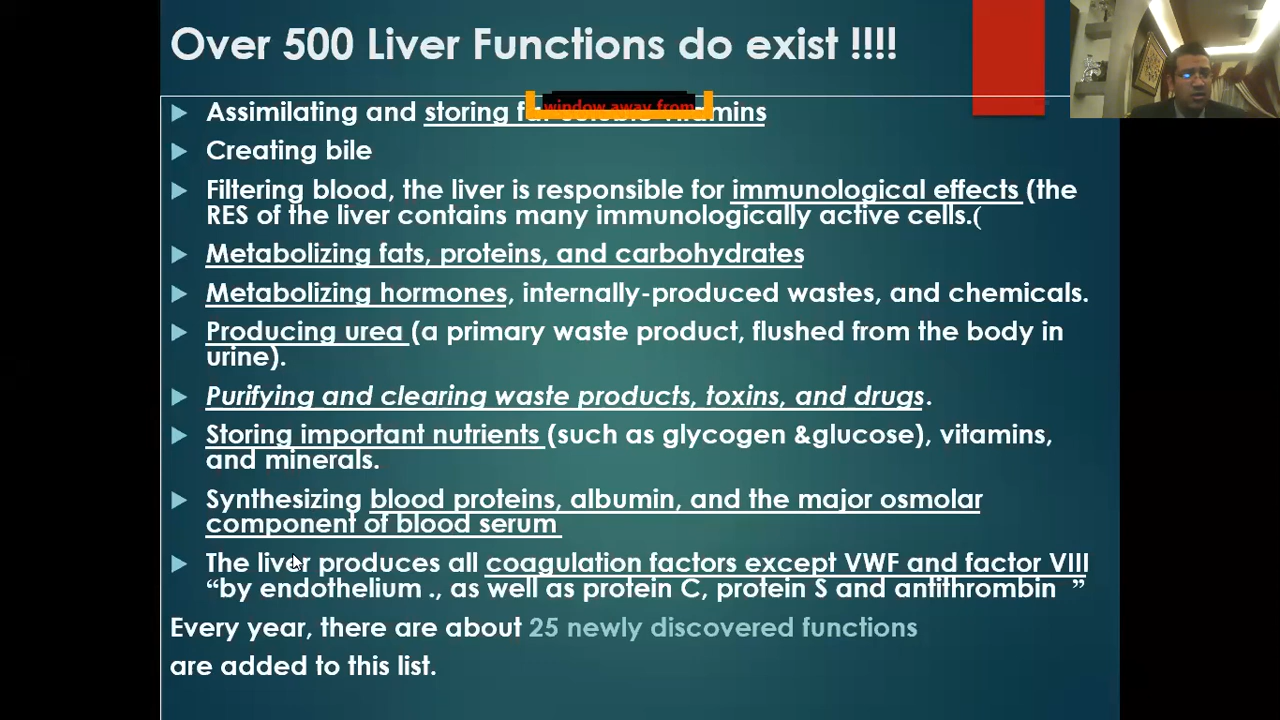 Over 500 Liver Functions do exist !!!!
window away from
Assimilating and storing vitamins
Creating bile
Filtering blood, the liver is responsible for immunological effects (the
RES of the liver contains many immunologically active cells.(
Metabolizing fats, proteins, and carbohydrates
Metabolizing hormones, internally-produced wastes, and chemicals.
Producing urea (a primary waste product, flushed from the body in
urine).
Purifying and clearing waste products, toxins, and drugs.
Storing important nutrients (such as glycogen &glucose), vitamins,
and minerals.
Synthesizing blood proteins, albumin, and the major osmolar
component of blood serum
The liver produces all coagulation factors except VWF and factor VIII
“by endothelium ., as well as protein C, protein S and antithrombin ”
Every year, there are about 25 newly discovered functions
are added to this list.